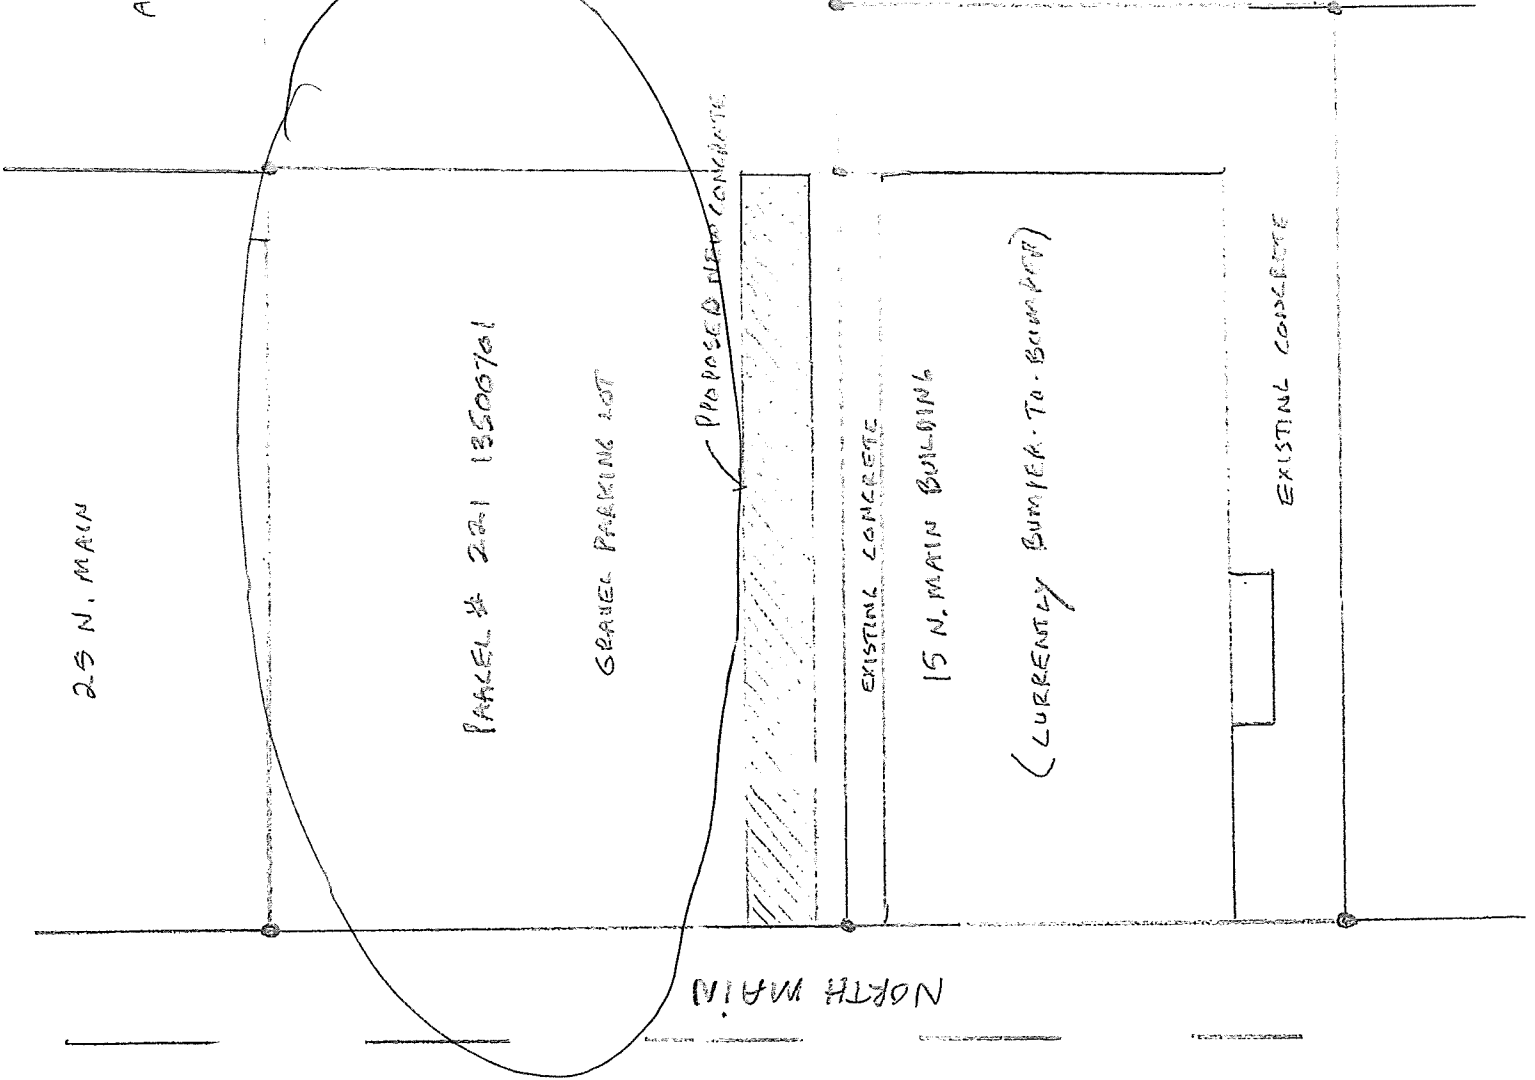 A
25 N. MAIN
PARCEL # 221 13500701
GRAVEL PARKING LOT
PROPOSED NEW CONCRETE
EXISTING CONCRETE
15 N. MAIN BUILDING
(CURRENTLY BUMPER-TO-BUMPER)
EXISTING CONCRETE
NORTH MAIN